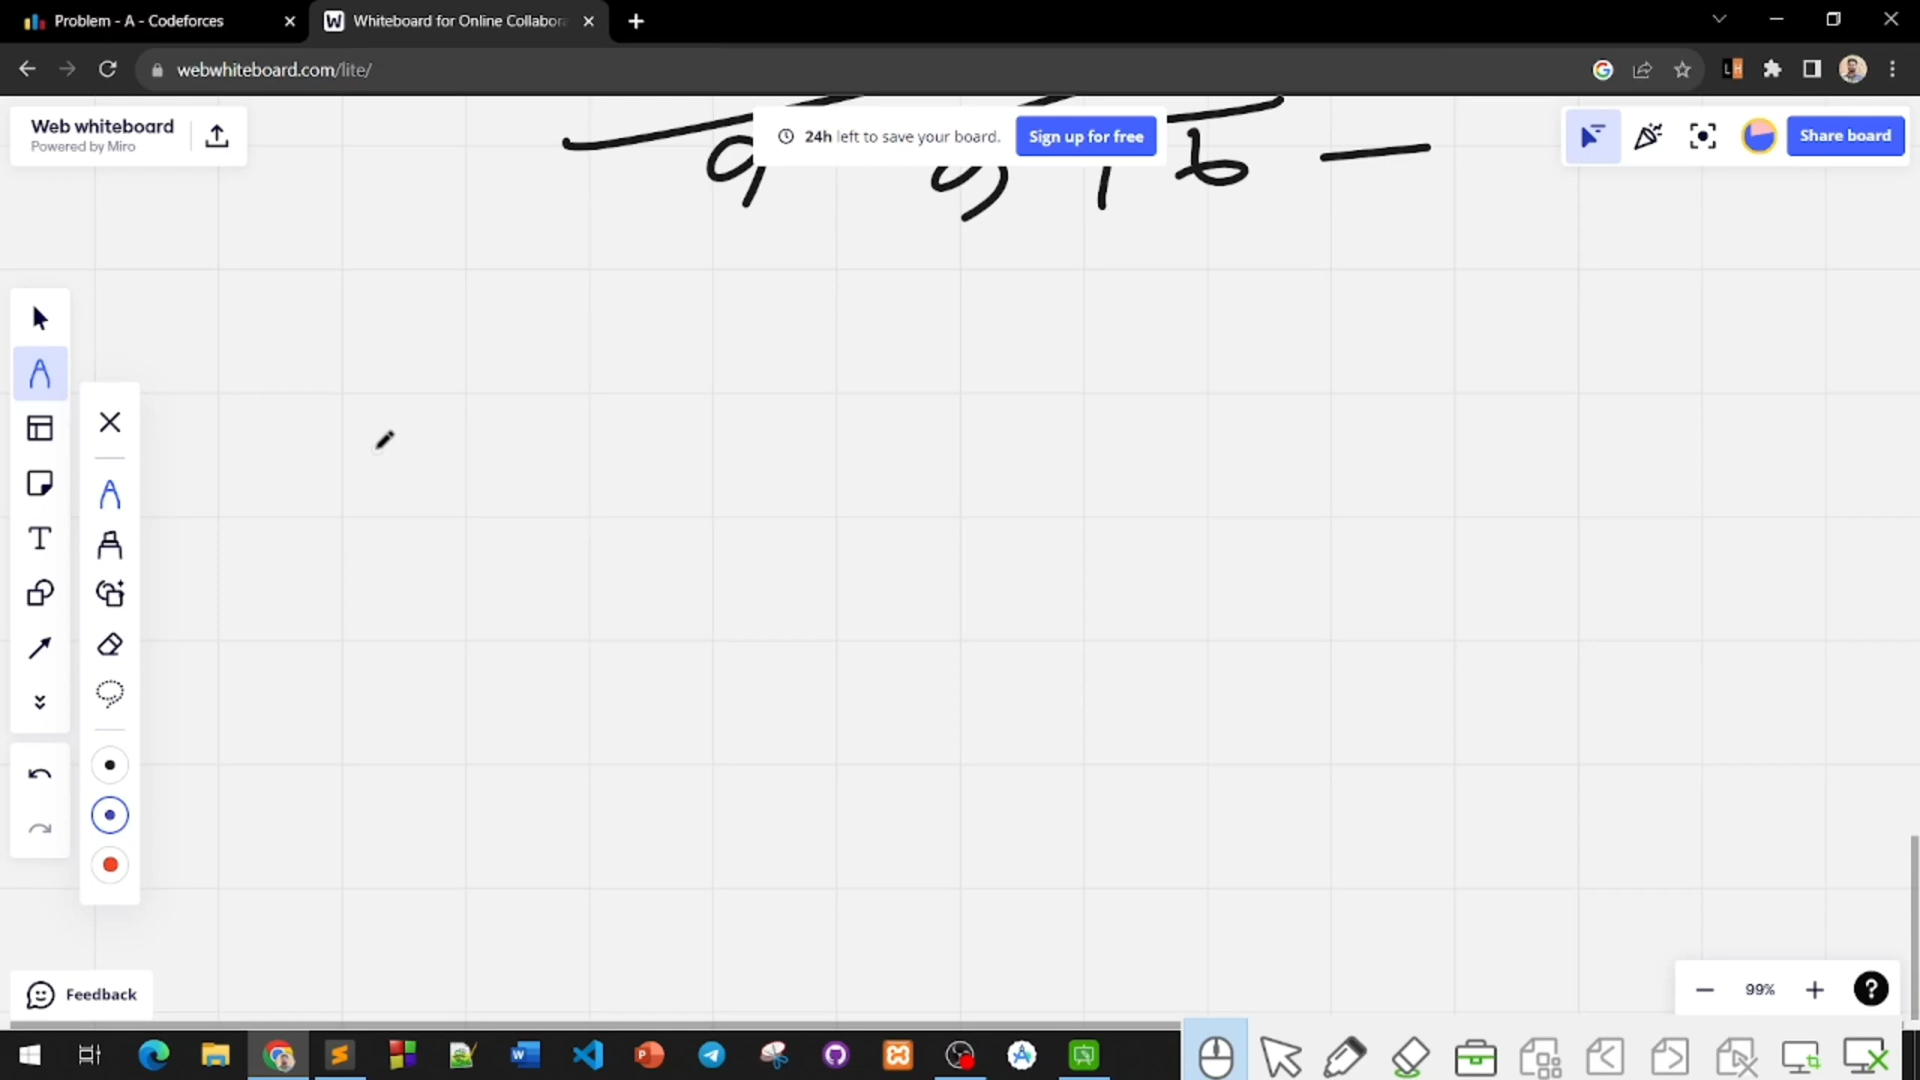 Problem - A - Codeforces
Whiteboard for Online Collabor
webwhiteboard.com/lite/
Web whiteboard
Powered by Miro
24h left to save your board.
Sign up for free
Share board
b —
T
Feedback
99%
?